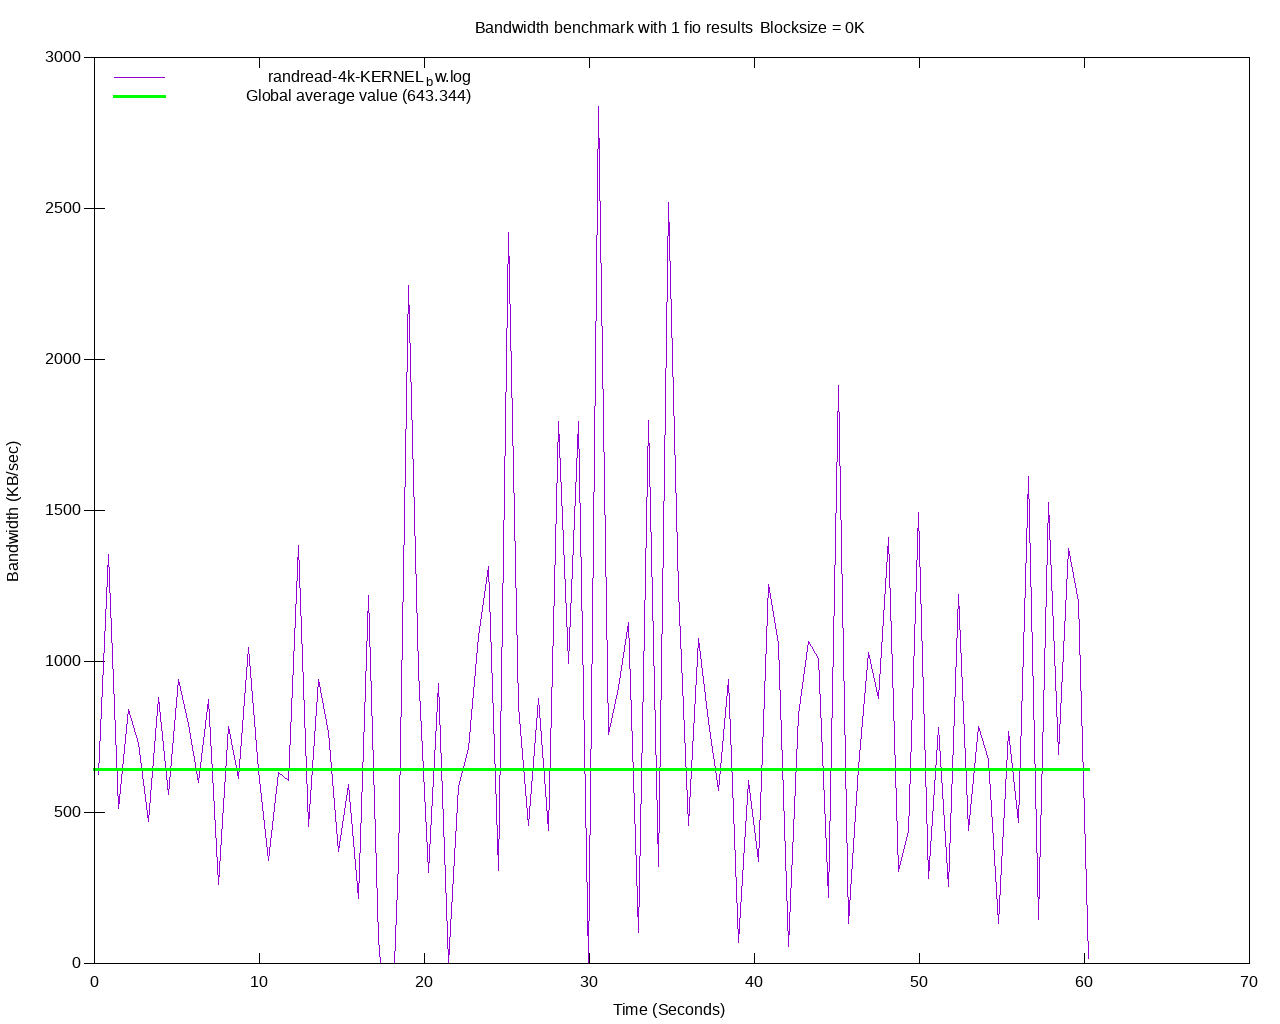 Bandwidth benchmark with 1 fio results Blocksize = 0K
3000
randread-4k-KERNEL_bw.log
Global average value (643.344)
2500
2000
Bandwidth (KB/sec)
1500
1000
500
0
0 10 20 30 40 50 60 70
Time (Seconds)